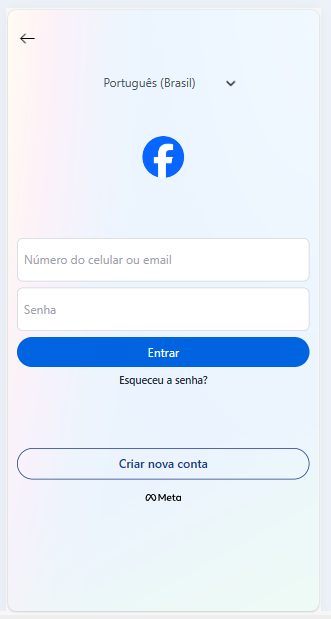 Português (Brasil)
Número do celular ou email
Senha
Entrar
Esqueceu a senha?
Criar nova conta
Meta